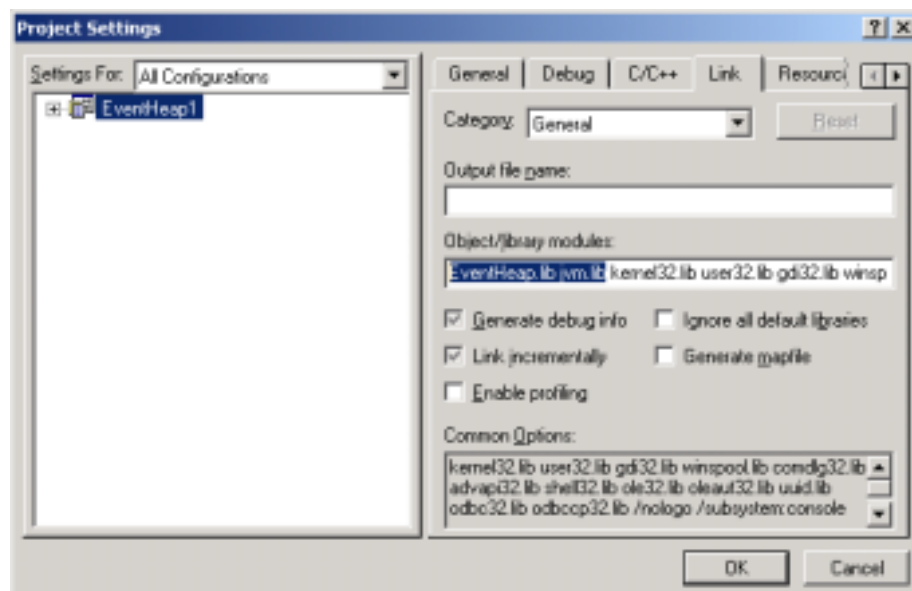 Project Settings
Settings For: All Configurations
EventHeap1
General Debug C/C++ Link Resourc
Category: General Reset
Output file name:
Object/library modules:
EventHeap.lib jvm.lib kernel32.lib user32.lib gdi32.lib winsp
Generate debug info Ignore all default libraries
Link incrementally Generate mapfile
Enable profiling
Common Options:
kernel32.lib user32.lib gdi32.lib winspool.lib comdlg32.lib
advapi32.lib shell32.lib ole32.lib oleaut32.lib uuid.lib
odbc32.lib odbccp32.lib /nologo /subsystem:console
OK Cancel